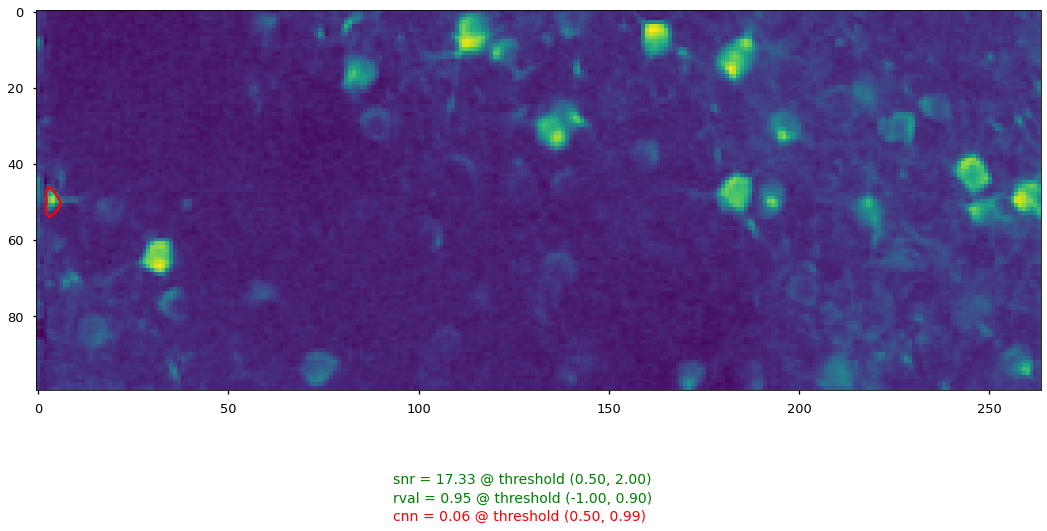 0
20
40
60
80
0 50 100 150 200 250
snr = 17.33 @ threshold (0.50, 2.00)
rval = 0.95 @ threshold (-1.00, 0.90)
cnn = 0.06 @ threshold (0.50, 0.99)